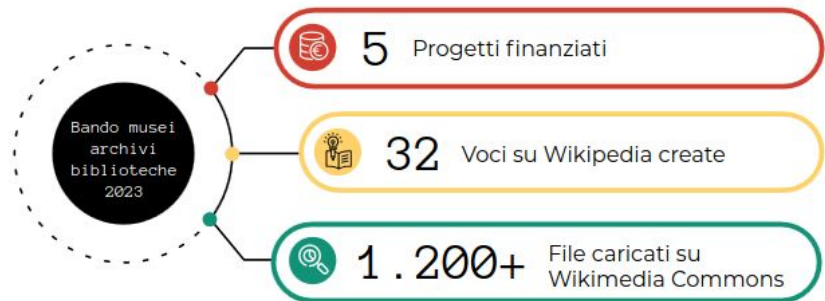 Bando musei
archivi
biblioteche
2023
5 Progetti finanziati
32 Voci su Wikipedia create
1.200+ File caricati su
Wikimedia Commons